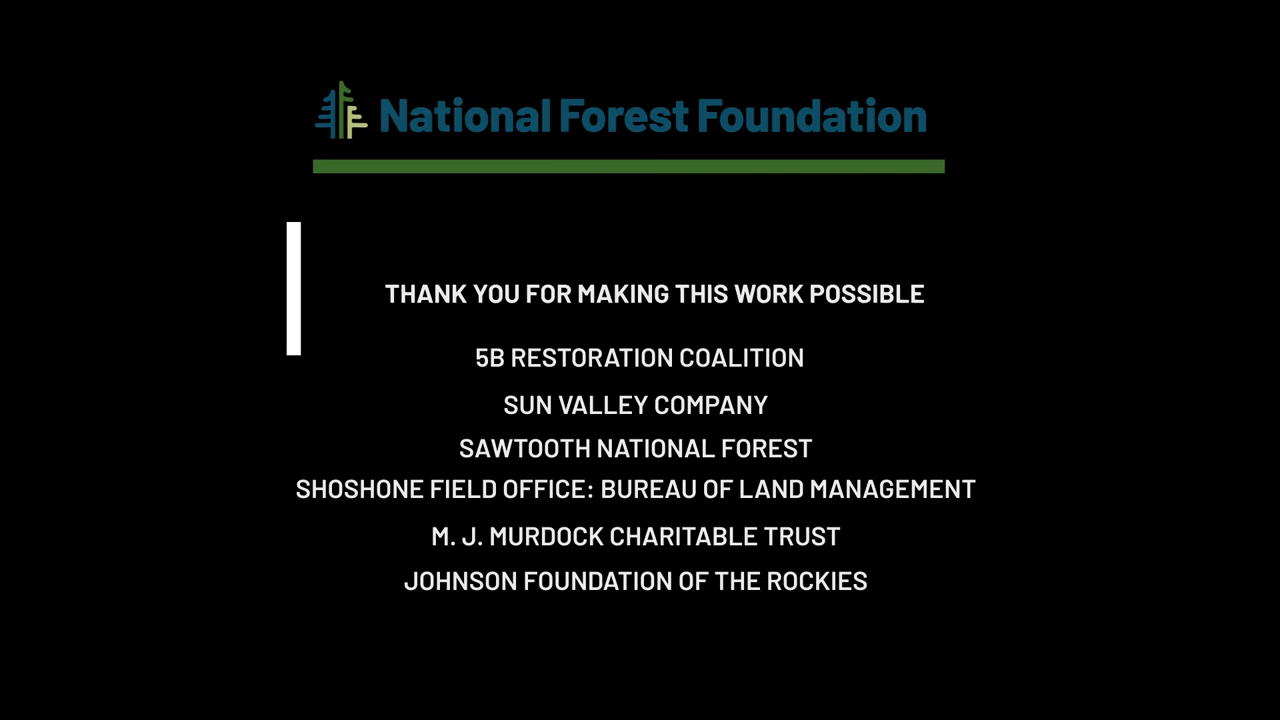 National Forest Foundation
THANK YOU FOR MAKING THIS WORK POSSIBLE
5B RESTORATION COALITION
SUN VALLEY COMPANY
SAWTOOTH NATIONAL FOREST
SHOSHONE FIELD OFFICE: BUREAU OF LAND MANAGEMENT
M. J. MURDOCK CHARITABLE TRUST
JOHNSON FOUNDATION OF THE ROCKIES